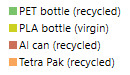 PET bottle (recycled)
PLA bottle (virgin)
Al can (recycled)
Tetra Pak (recycled)